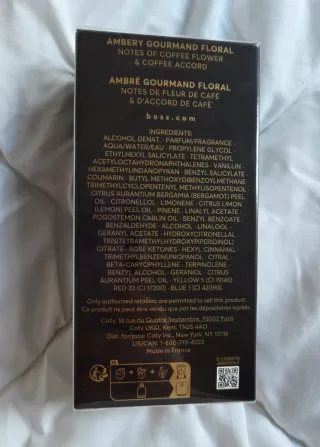 AMBERY GOURMAND FLORAL
NOTES OF COFFEE FLOWER
& COFFEE ACCORD
AMBRÉ GOURMAND FLORAL
NOTES DE FLEUR DE CAFÉ
& D'ACCORD DE CAFÉ
boss.com
INGREDIENTS:
ALCOHOL DENAT. · PARFUM/FRAGRANCE ·
AQUA/WATER/EAU · PROPYLENE GLYCOL ·
ETHYLHEXYL SALICYLATE · TETRAMETHYL
ACETYLOCTAHYDRONAPHTHALENES · VANILLIN ·
HEXAMETHYLINDANOPYRAN · BENZYL SALICYLATE ·
COUMARIN · BUTYL METHOXYDIBENZOYLMETHANE ·
TRIMETHYLCYCLOPENTENYL METHYLISOPENTENOL ·
CITRUS AURANTIUM BERGAMIA (BERGAMOT) PEEL
OIL · CITRONELLOL · LIMONENE · CITRUS LIMON
(LEMON) PEEL OIL · PINENE · LINALYL ACETATE ·
POGOSTEMON CABLIN OIL · BENZYL BENZOATE ·
BENZALDEHYDE · ALCOHOL · LINALOOL ·
GERANYL ACETATE · HYDROXYCITRONELLAL ·
TRIS(TETRAMETHYLHYDROXYPIPERIDINOL)
CITRATE · ROSE KETONES · HEXYL CINNAMAL ·
TRIMETHYLBENZENEPROPANOL · CITRAL ·
BETA-CARYOPHYLLENE · TERPINOLENE ·
BENZYL ALCOHOL · GERANIOL · CITRUS
AURANTIUM PEEL OIL · YELLOW 5 (CI 19140) ·
RED 33 (CI 17200) · BLUE 1 (CI 42090).
Only authorised retailers are permitted to sell this product.
Ce produit ne peut être vendu que par les dépositaires agréés.
Coty, 14 rue du Quatre Septembre, 75002 Paris
Coty UK&I, Kent, TN25 4AQ
Dist. for/pour Coty Inc., New York, NY 10118
US/CAN: 1-800-715-4023
Made in France